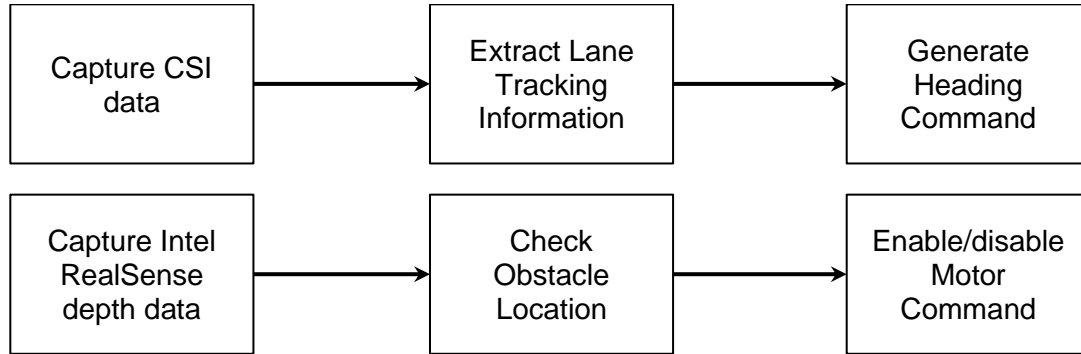 Capture CSI
data
Extract Lane
Tracking
Information
Generate
Heading
Command
Capture Intel
RealSense
depth data
Check
Obstacle
Location
Enable/disable
Motor
Command